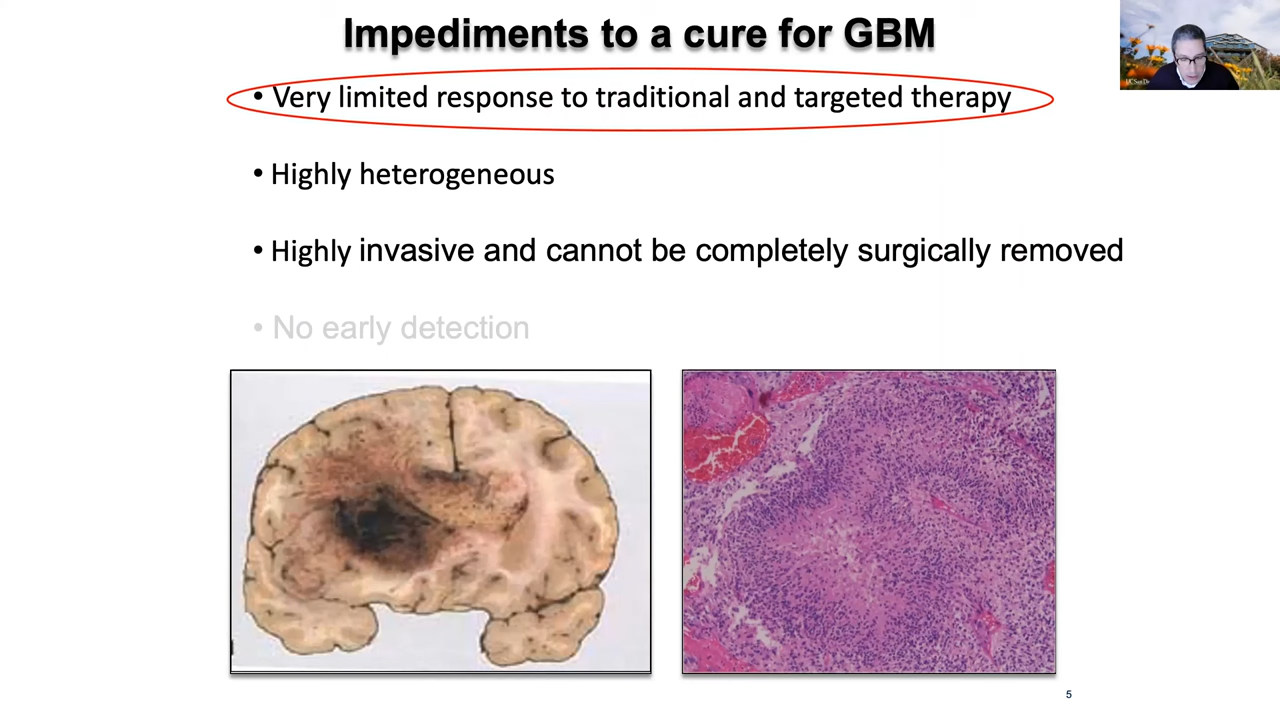 Impediments to a cure for GBM
• Very limited response to traditional and targeted therapy
• Highly heterogeneous
• Highly invasive and cannot be completely surgically removed
• No early detection
5